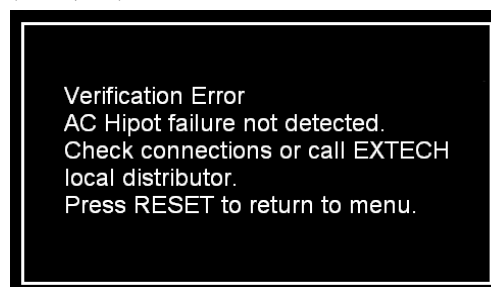 Verification Error
AC Hipot failure not detected.
Check connections or call EXTECH
local distributor.
Press RESET to return to menu.